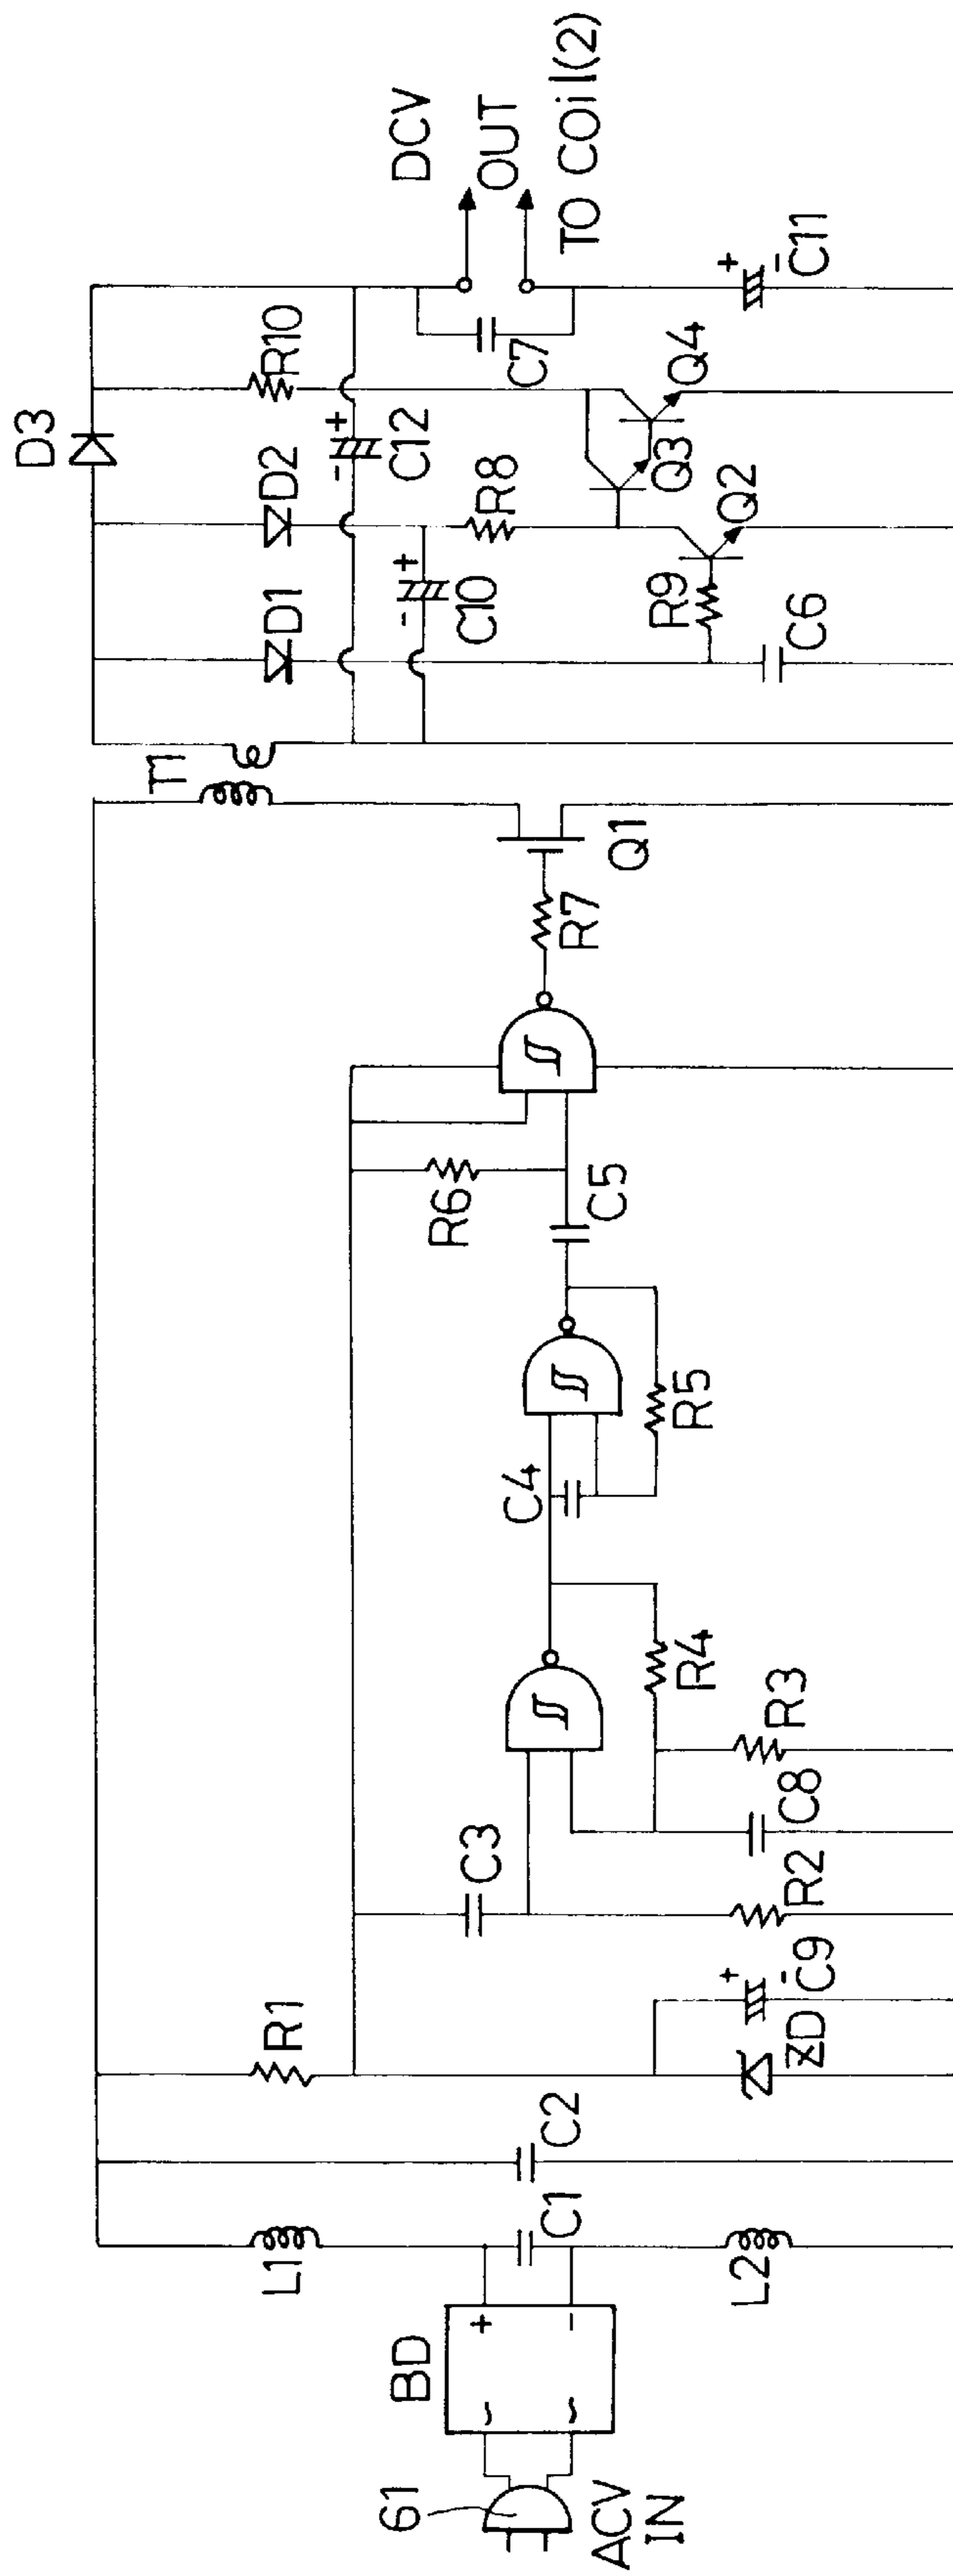 61
ACV
IN
BD
~
~
+
-
L1
C1
L2
C2
R1
ZD
+
-
C9
C3
R2
C8
R3
R4
C4
R5
C5
R6
R7
Q1
T1
D1
D2
D3
- +
C10
- +
C12
R8
R9
C6
Q2
Q3
Q4
R10
C7
+
-
C11
DCV
OUT
TO COil(2)